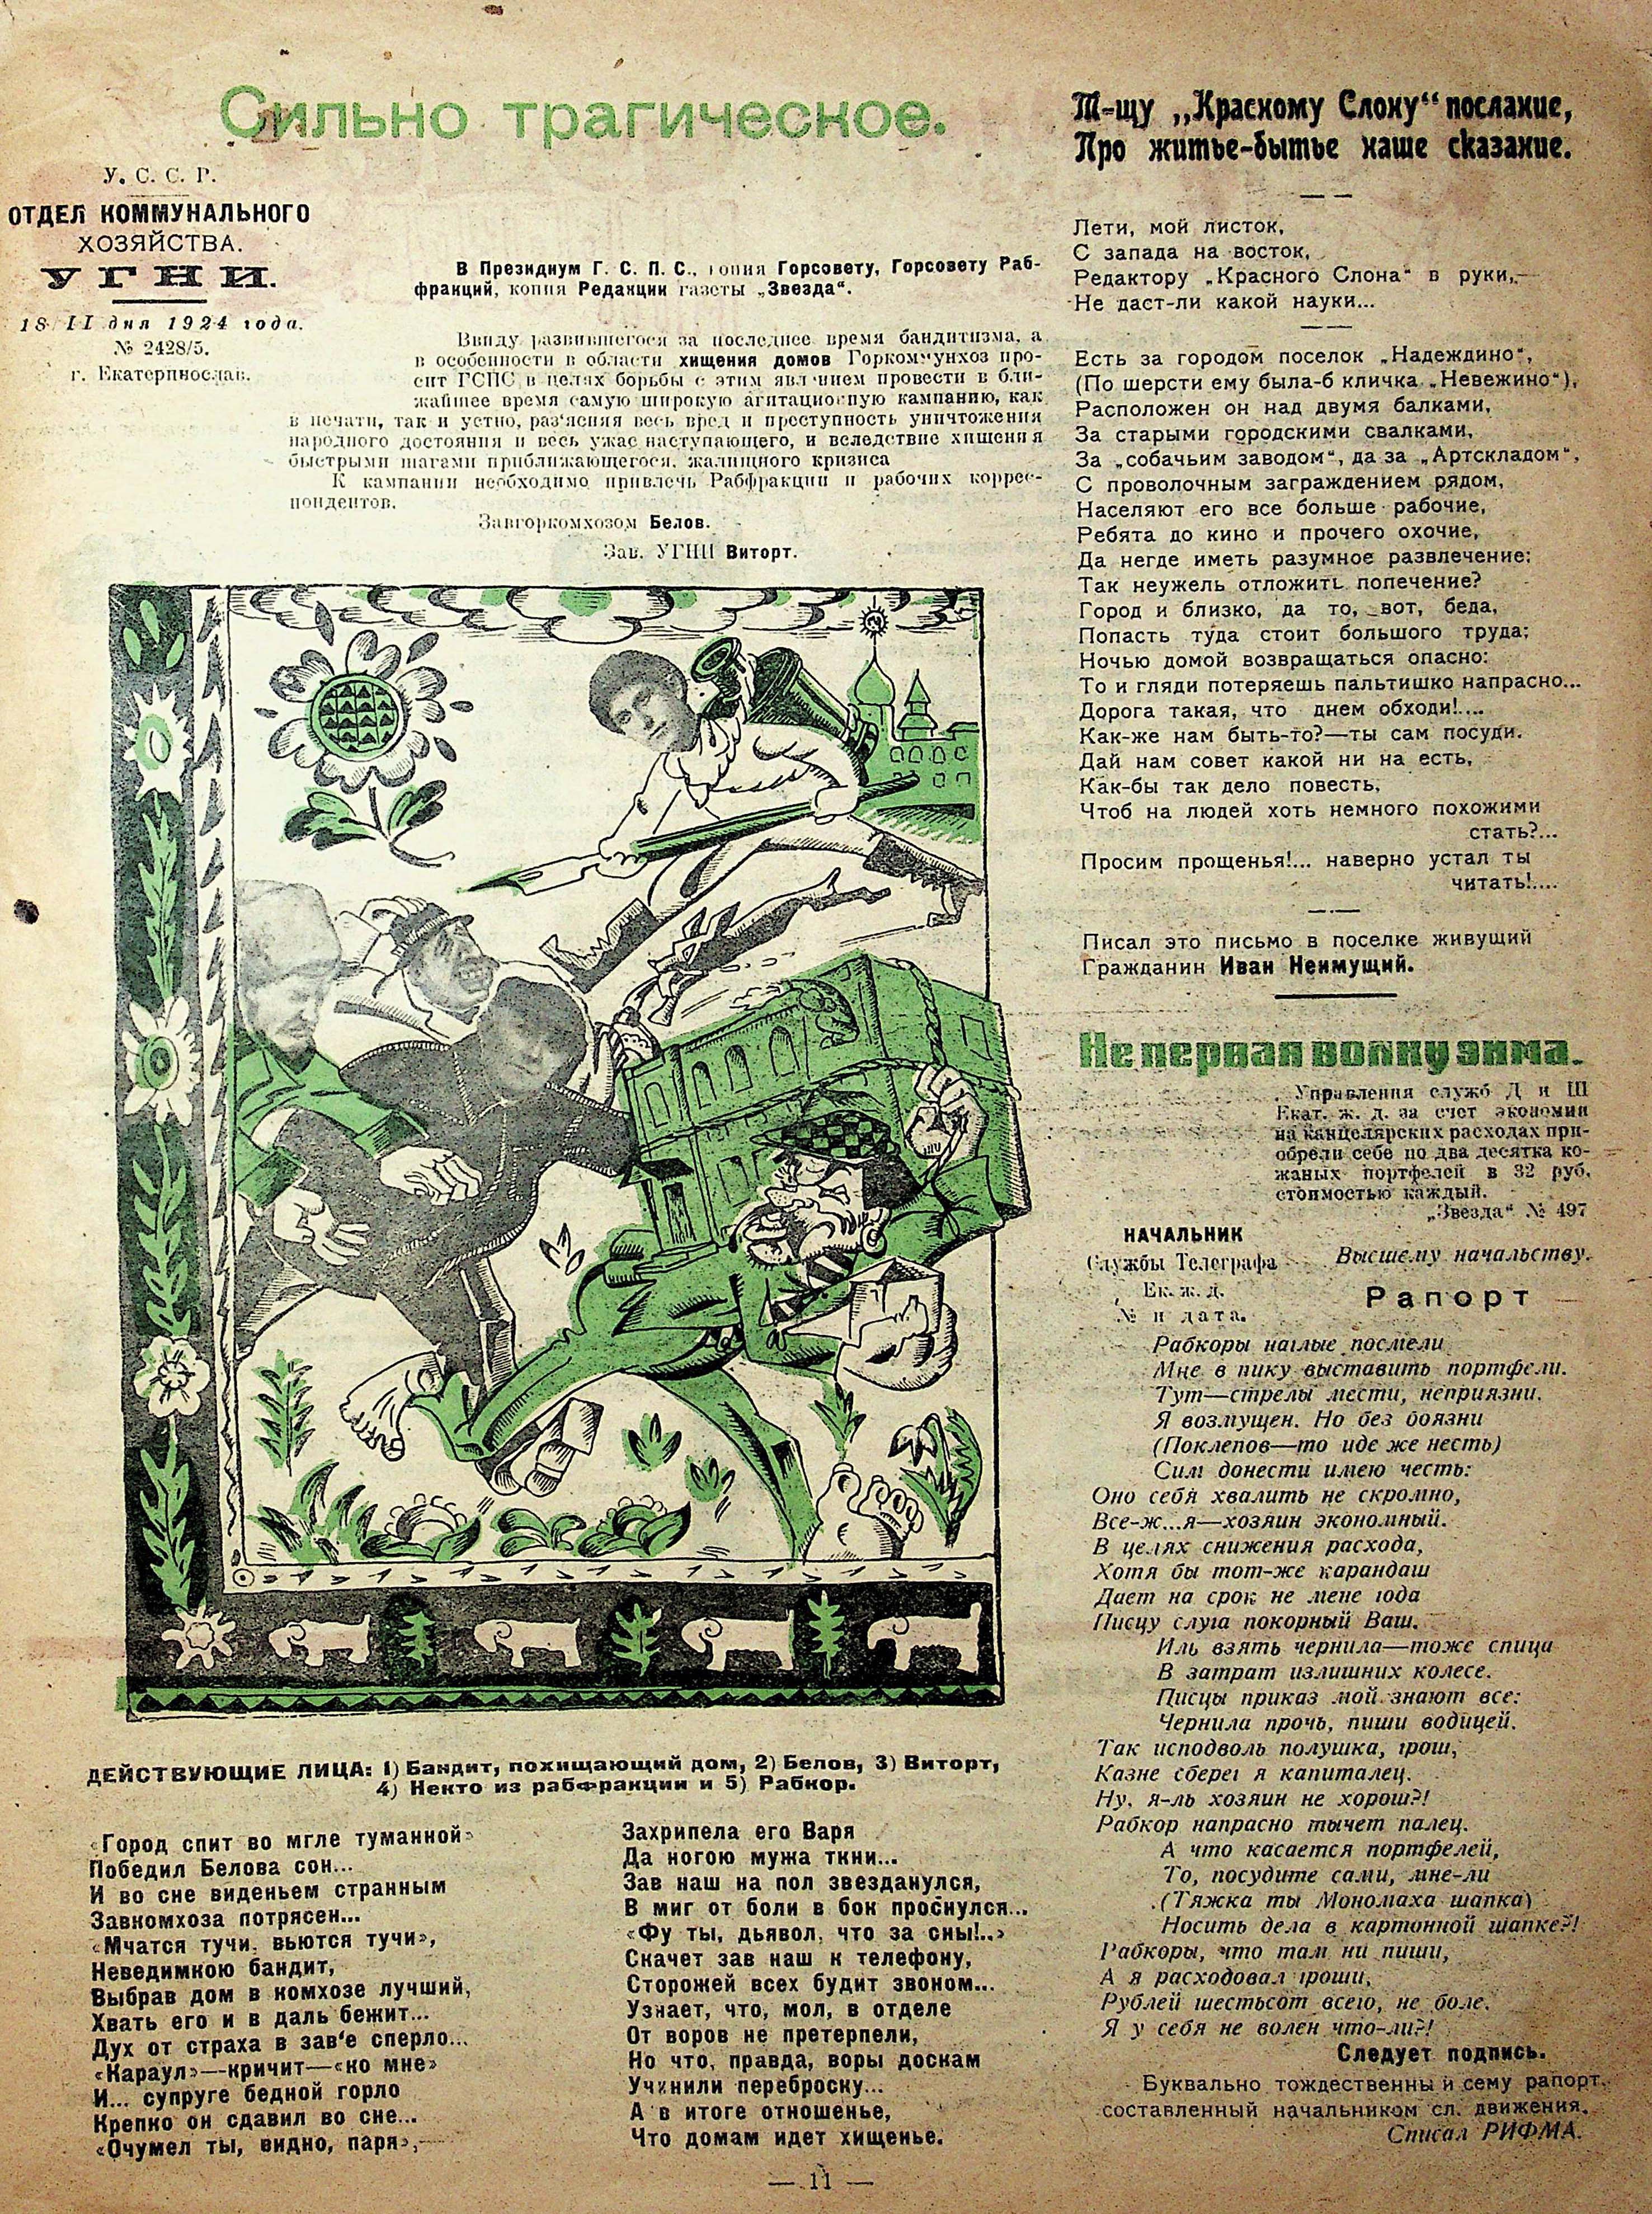 Сильно трагическое.
У. С. С. Р.
ОТДЕЛ КОММУНАЛЬНОГО
ХОЗЯЙСТВА.
УГНИ.
18/II дня 1924 года.
№ 2428/5.
г. Екатеринослав.
В Президиум Г. С. П. С., копия Горсовету, Горсовету Раб-
фракций, копия Редакции газеты „Звезда“.
Ввиду развившегося за последнее время бандитизма, а
в особенности в области хищения домов Горкоммунхоз про-
сит ГСПС в целях борьбы с этим явлением провести в бли-
жайшее время самую широкую агитационную кампанию, как
в печати, так и устно, раз'ясняя весь вред и преступность уничтожения
народного достояния и весь ужас наступающего, и вследствие хищения
быстрыми шагами приближающегося, жалищного кризиса
К кампании необходимо привлечь Рабфракции и рабочих коррес-
пондентов.
Завгоркомхозом Белов.
Зав. УГНИ Виторт.
ДЕЙСТВУЮЩИЕ ЛИЦА: 1) Бандит, похищающий дом, 2) Белов, 3) Виторт,
4) Некто из рабфракции и 5) Рабкор.
«Город спит во мгле туманной»
Победил Белова сон...
И во сне виденьем странным
Завкомхоза потрясен...
«Мчатся тучи, вьются тучи»,
Неведимкою бандит,
Выбрав дом в комхозе лучший,
Хвать его и в даль бежит...
Дух от страха в зав'е сперло...
«Караул»—кричит—«ко мне»
И... супруге бедной горло
Крепко он сдавил во сне...
«Очумел ты, видно, паря»,—
Захрипела его Варя
Да ногою мужа ткни...
Зав наш на пол звезданулся,
В миг от боли в бок проснулся...
«Фу ты, дьявол, что за сны!..»
Скачет зав наш к телефону,
Сторожей всех будит звоном...
Узнает, что, мол, в отделе
От воров не претерпели,
Но что, правда, воры доскам
Учинили переброску...
А в итоге отношенье,
Что домам идет хищенье.
Т-щу „Красному Слону“ послание,
Про житье-бытье наше сказание.
Лети, мой листок,
С запада на восток,
Редактору „Красного Слона“ в руки,—
Не даст-ли какой науки...
Есть за городом поселок „Надеждино“,
(По шерсти ему была-б кличка „Невежино“),
Расположен он над двумя балками,
За старыми городскими свалками,
За „собачьим заводом“, да за „Артскладом“,
С проволочным заграждением рядом,
Населяют его все больше рабочие,
Ребята до кино и прочего охочие,
Да негде иметь разумное развлечение:
Так неужель отложить попечение?
Город и близко, да то, вот, беда,
Попасть туда стоит большого труда;
Ночью домой возвращаться опасно:
То и гляди потеряешь пальтишко напрасно...
Дорога такая, что днем обходи!....
Как-же нам быть-то?—ты сам посуди.
Дай нам совет какой ни на есть,
Как-бы так дело повесть,
Чтоб на людей хоть немного похожими
стать?...
Просим прощенья!... наверно устал ты
читать!....
Писал это письмо в поселке живущий
Гражданин Иван Неимущий.
Не первая волку зима.
Управления служб Д и Ш
Екат. ж. д. за счет экономии
на канцелярских расходах при-
обрели себе по два десятка ко-
жаных портфелей в 32 руб.
стоимостью каждый.
„Звезда“ № 497
НАЧАЛЬНИК
Службы Телеграфа
Ек. ж. д.
№ и дата.
Высшему начальству.
Рапорт
Рабкоры наглые посмели
Мне в пику выставить портфели.
Тут—стрелы мести, неприязни.
Я возмущен. Но без боязни
(Поклепов—то иде же несть)
Сим донести имею честь:
Оно себя хвалить не скромно,
Все-ж...я—хозяин экономный.
В целях снижения расхода,
Хотя бы тот-же карандаш
Дает на срок не мене года
Писцу слуга покорный Ваш.
Иль взять чернила—тоже спица
В затрат излишних колесе.
Писцы приказ мой знают все:
Чернила прочь, пиши водицей.
Так исподволь полушка, грош,
Казне сберег я капиталец.
Ну, я-ль хозяин не хорош?!
Рабкор напрасно тычет палец.
А что касается портфелей,
То, посудите сами, мне-ли
(Тяжка ты Мономаха шапка)
Носить дела в картонной шапке?!
Рабкоры, что там ни пиши,
А я расходовал гроши,
Рублей шестьсот всего, не боле.
Я у себя не волен что-ли?!
Следует подпись.
Буквально тождественный сему рапорт,
составленный начальником сл. движения.
Списал РИФМА.
— 11 —